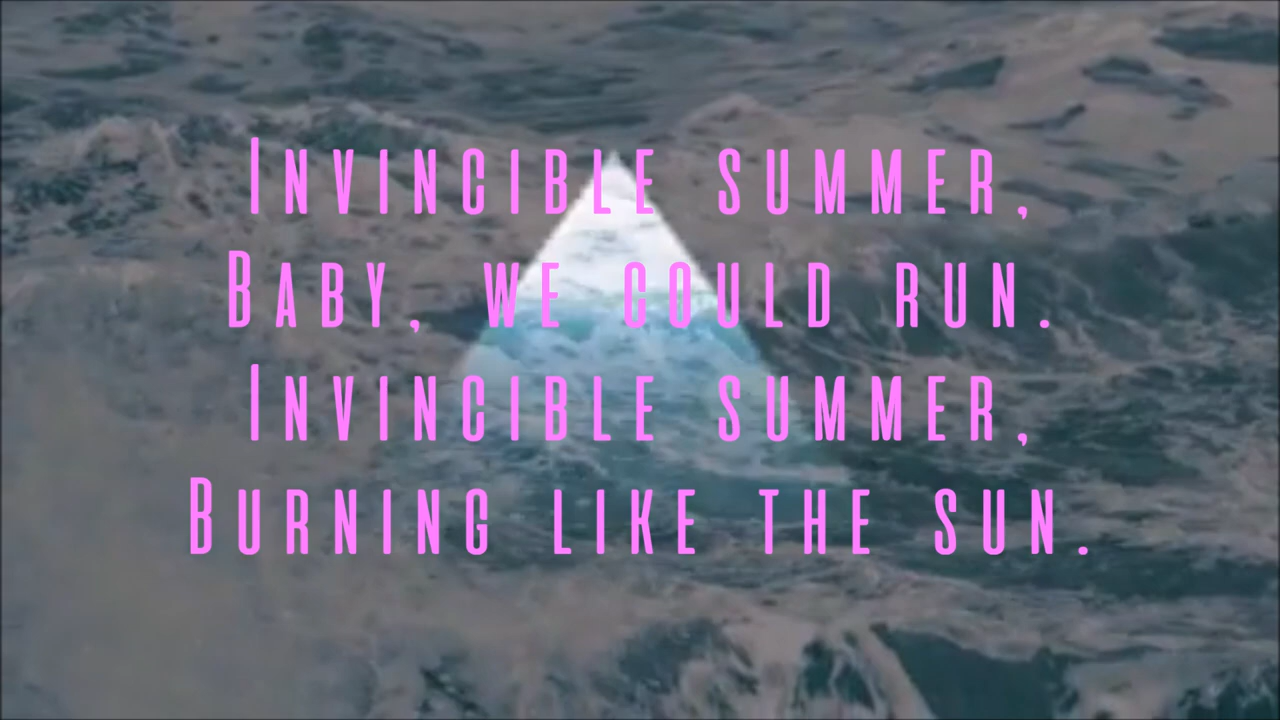 Invincible summer,
Baby, we could run.
Invincible summer,
Burning like the sun.